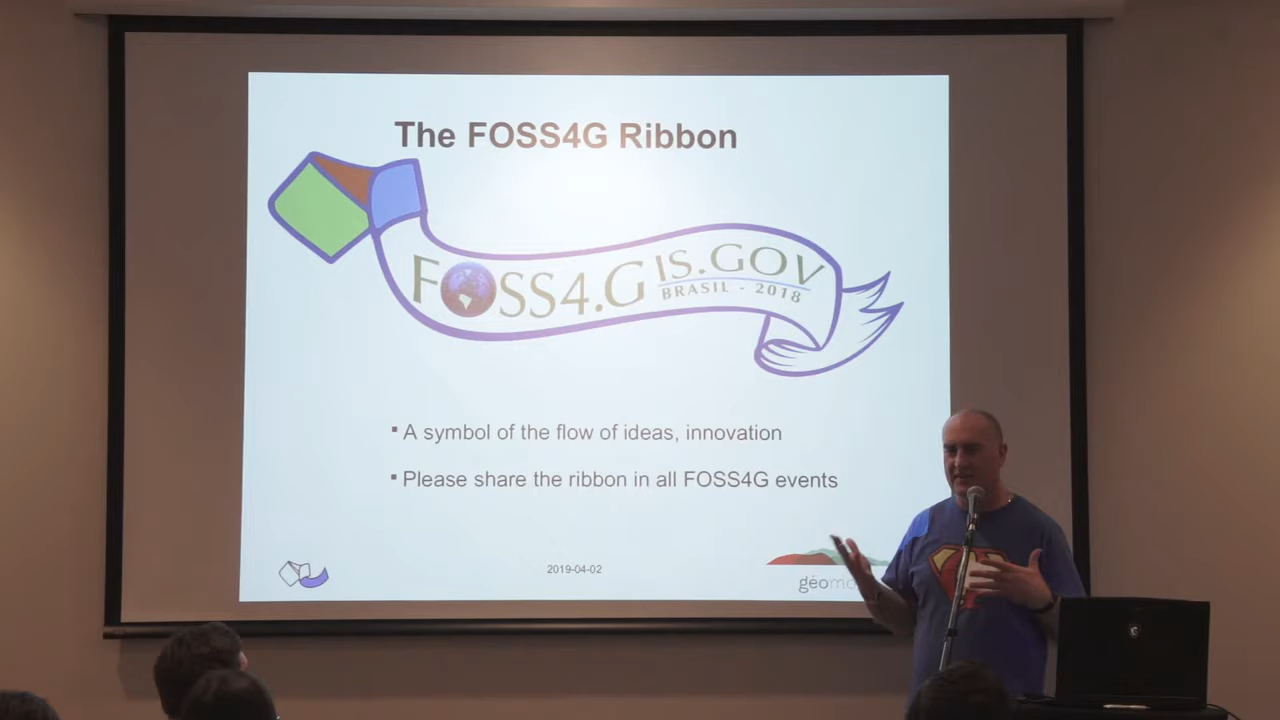 The FOSS4G Ribbon
FOSS4.G IS.GOV
BRASIL - 2018
▪ A symbol of the flow of ideas, innovation
▪ Please share the ribbon in all FOSS4G events
2019-04-02